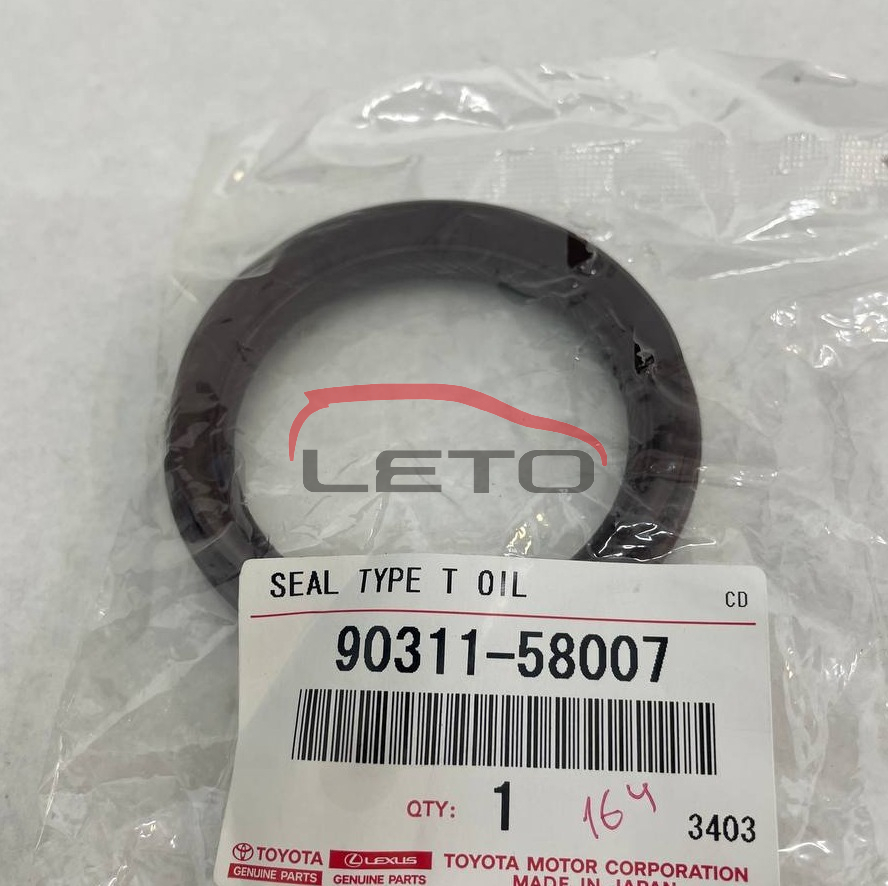 LETO
SEAL TYPE T OIL
CD
90311-58007
QTY: 1 164 3403
TOYOTA LEXUS TOYOTA MOTOR CORPORATION
GENUINE PARTS GENUINE PARTS MADE IN JAPAN